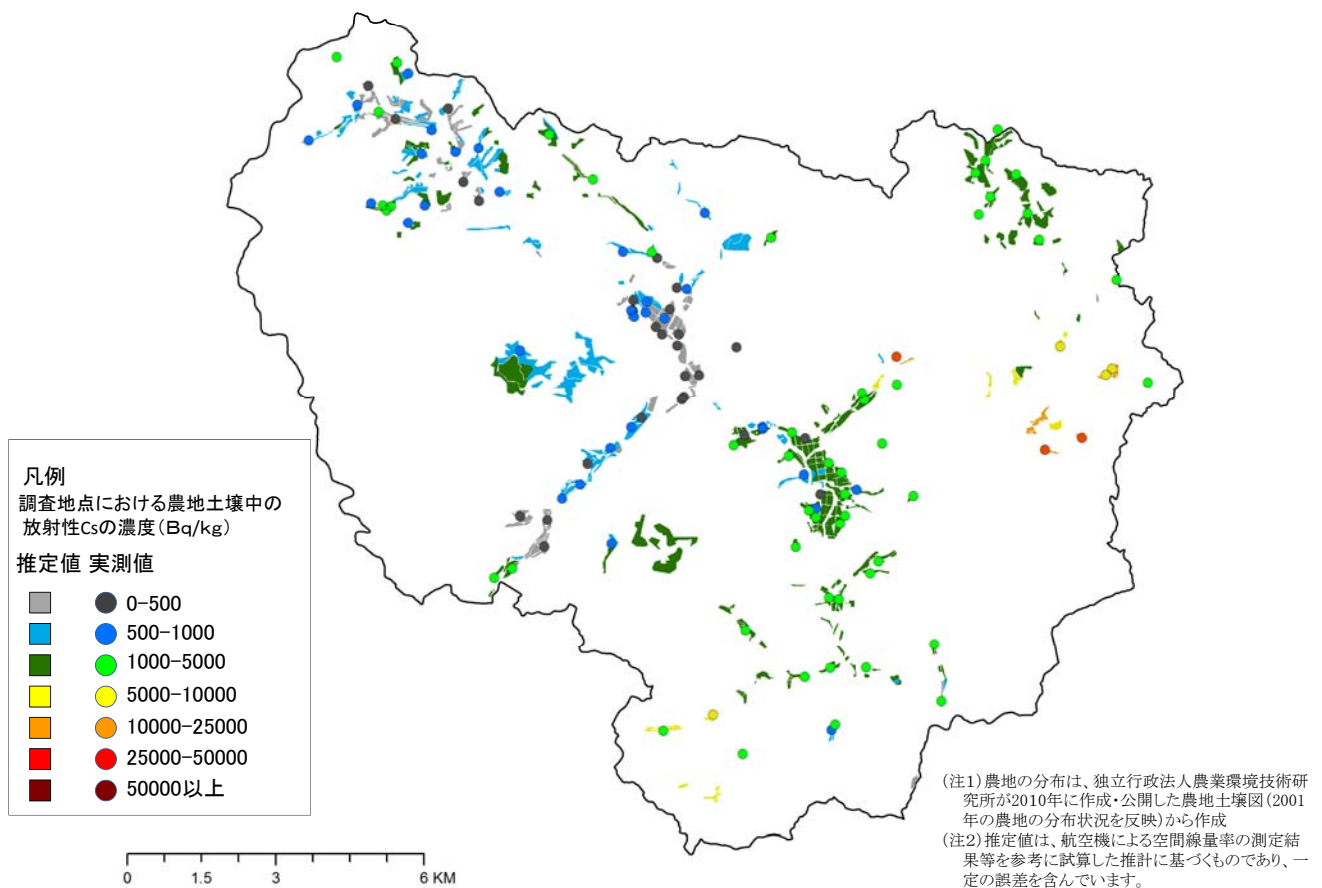 凡例
調査地点における農地土壌中の
放射性Csの濃度(Bq/kg)
推定値 実測値
0-500
500-1000
1000-5000
5000-10000
10000-25000
25000-50000
50000以上
0 1.5 3 6 KM
(注1)農地の分布は、独立行政法人農業環境技術研
究所が2010年に作成・公開した農地土壌図(2001
年の農地の分布状況を反映)から作成
(注2)推定値は、航空機による空間線量率の測定結
果等を参考に試算した推計に基づくものであり、一
定の誤差を含んでいます。